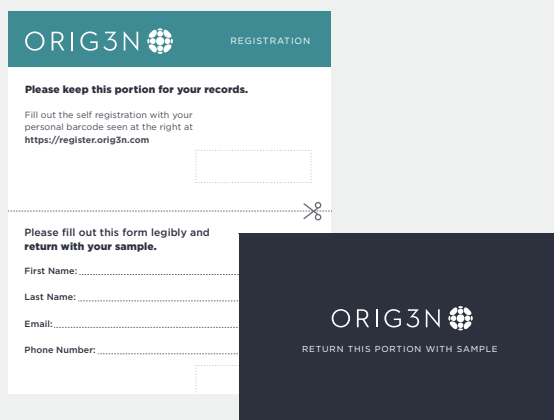 ORIG3N
REGISTRATION
Please keep this portion for your records.
Fill out the self registration with your
personal barcode seen at the right at
https://register.orig3n.com
Please fill out this form legibly and
return with your sample.
First Name:
Last Name:
Email:
Phone Number:
ORIG3N
RETURN THIS PORTION WITH SAMPLE